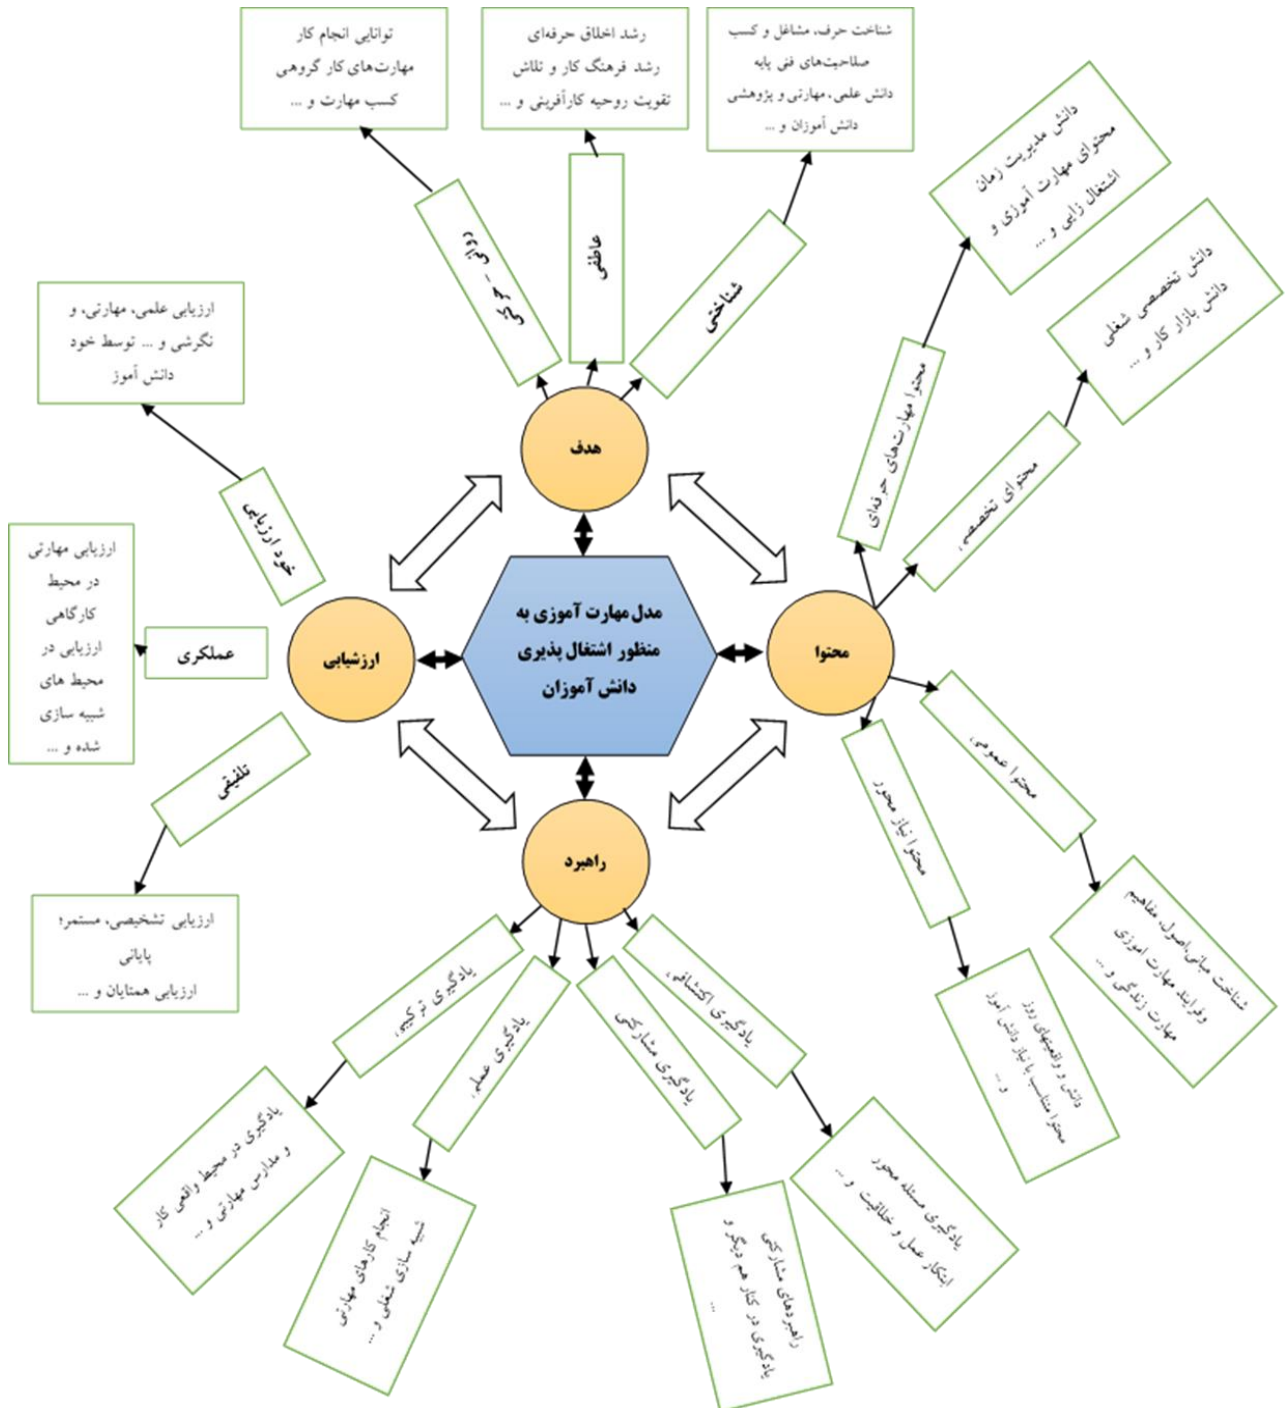 توانایی انجام کار
مهارت‌های کار گروهی
کسب مهارت و ...
رشد اخلاق حرفه‌ای
رشد فرهنگ کار و تلاش
تقویت روحیه کارآفرینی و ...
شناخت حرف، مشاغل و کسب
صلاحیت‌های فنی پایه
دانش علمی، مهارتی و پژوهشی
دانش آموزان و ...
دانش مدیریت زمان
محتوای مهارت آموزی و
اشتغال زایی و ...
دانش تخصصی شغلی
دانش بازار کار و ...
روانی - حرکتی
عاطفی
شناختی
محتوا مهارت‌های حرفه‌ای
محتوای تخصصی
هدف
ارزیابی علمی، مهارتی، و
نگرشی و ... توسط خود
دانش آموز
خود ارزیابی
ارزیابی مهارتی
در محیط
کارگاهی
ارزیابی در
محیط های
شبیه سازی
شده و ...
عملکردی
ارزشیابی
مدل مهارت آموزی به
منظور اشتغال پذیری
دانش آموزان
محتوا
تلفیقی
ارزیابی تشخیصی، مستمر؛
پایانی
ارزیابی همتایان و ...
محتوا عمومی
محتوا نیاز محور
شناخت مبانی،اصول، مفاهیم
وفرایند مهارت اموزی
مهارت زندگی و ...
دانش و واقعیتهای روز
محتوا متناسب با نیاز دانش آموز
و ...
راهبرد
یادگیری ترکیبی
یادگیری عملی
یادگیری مشارکتی
یادگیری اکتشافی
یادگیری در محیط واقعی کار
و مدارس مهارتی و ...
انجام کارهای مهارتی
شبیه سازی شغلی و ...
راهبردهای مشارکتی
یادگیری در کنار هم دیگر و
...
یادگیری مسئله محور
ابتکار عمل و خلاقیت و ...